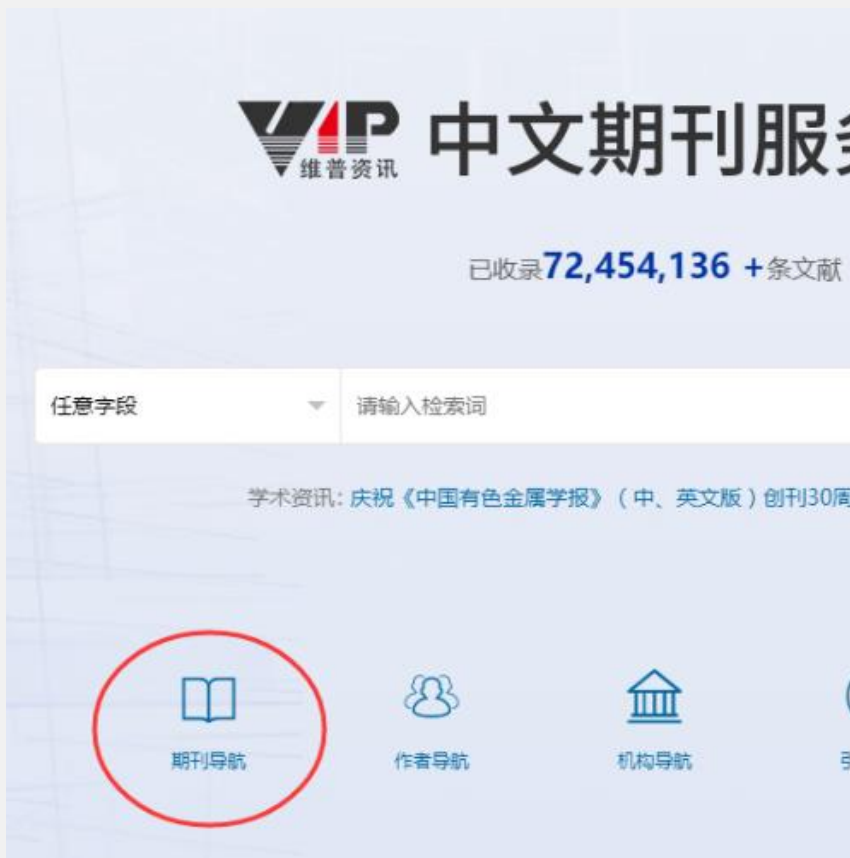 VIP
维普资讯
中文期刊服
已收录72,454,136 +条文献
任意字段
请输入检索词
学术资讯: 庆祝《中国有色金属学报》(中、英文版)创刊30周
期刊导航
作者导航
机构导航